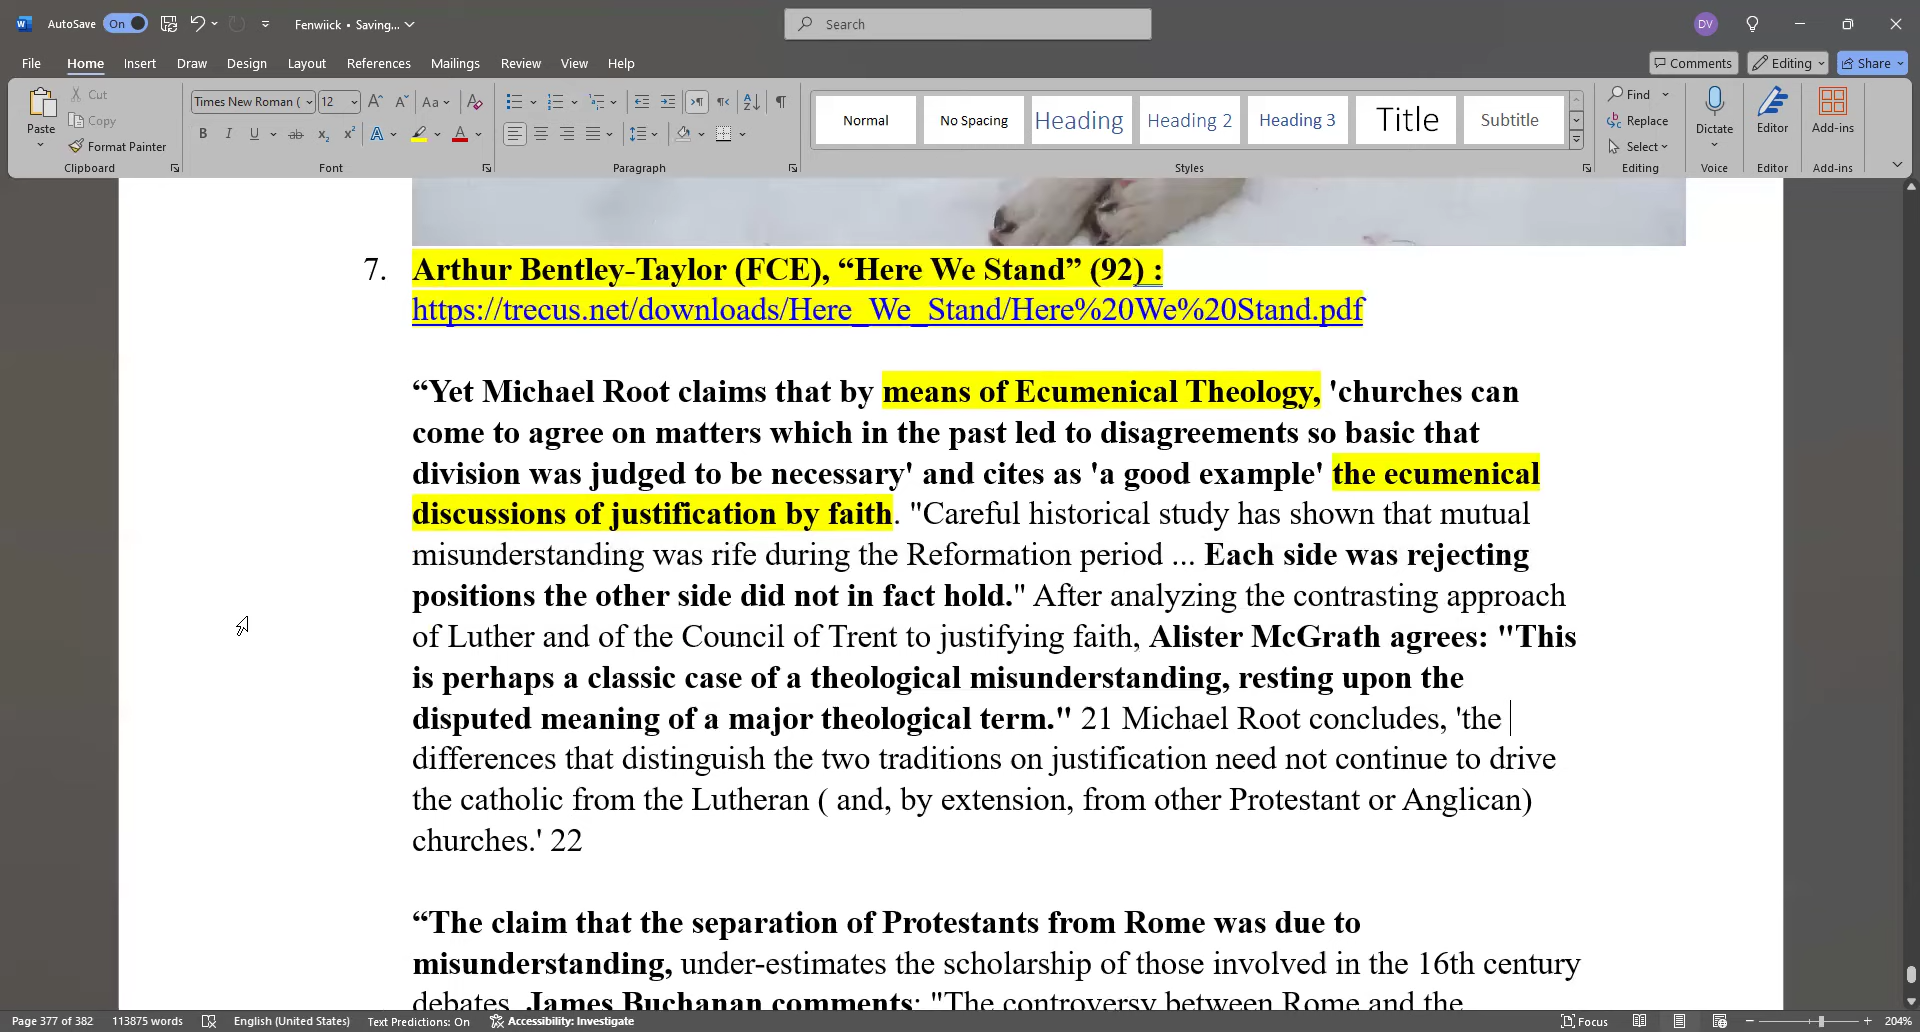 AutoSave On Fenwiick • Saving... Search DV
File Home Insert Draw Design Layout References Mailings Review View Help Comments Editing Share
Paste Cut Copy Format Painter Clipboard
Times New Roman ( 12 Font
Paragraph
Normal No Spacing Heading Heading 2 Heading 3 Title Subtitle Styles
Find Replace Select Editing
Dictate Voice
Editor Editor
Add-ins Add-ins
7. Arthur Bentley-Taylor (FCE), “Here We Stand” (92) :
https://trecus.net/downloads/Here_We_Stand/Here%20We%20Stand.pdf
“Yet Michael Root claims that by means of Ecumenical Theology, 'churches can
come to agree on matters which in the past led to disagreements so basic that
division was judged to be necessary' and cites as 'a good example' the ecumenical
discussions of justification by faith. "Careful historical study has shown that mutual
misunderstanding was rife during the Reformation period ... Each side was rejecting
positions the other side did not in fact hold." After analyzing the contrasting approach
of Luther and of the Council of Trent to justifying faith, Alister McGrath agrees: "This
is perhaps a classic case of a theological misunderstanding, resting upon the
disputed meaning of a major theological term." 21 Michael Root concludes, 'the
differences that distinguish the two traditions on justification need not continue to drive
the catholic from the Lutheran ( and, by extension, from other Protestant or Anglican)
churches.' 22
“The claim that the separation of Protestants from Rome was due to
misunderstanding, under-estimates the scholarship of those involved in the 16th century
debates. James Buchanan comments: "The controversy between Rome and the
Page 377 of 382 113875 words English (United States) Text Predictions: On Accessibility: Investigate Focus 204%